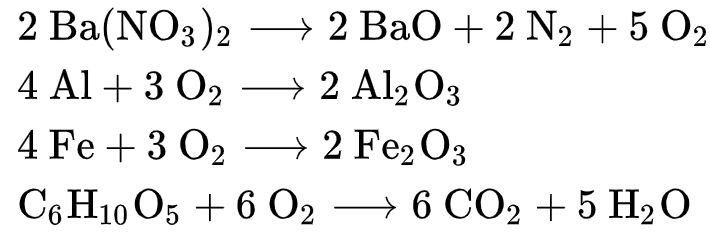 2 Ba(NO₃)₂ ⟶ 2 BaO + 2 N₂ + 5 O₂
4 Al + 3 O₂ ⟶ 2 Al₂O₃
4 Fe + 3 O₂ ⟶ 2 Fe₂O₃
C₆H₁₀O₅ + 6 O₂ ⟶ 6 CO₂ + 5 H₂O